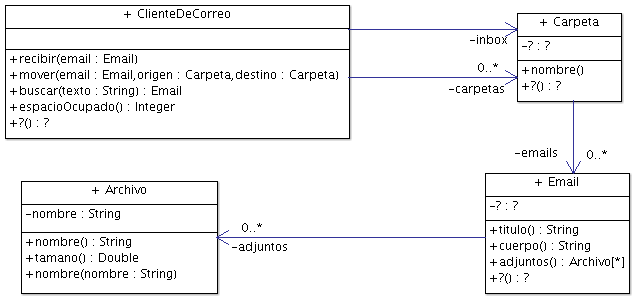 + ClienteDeCorreo
+recibir(email : Email)
+mover(email : Email,origen : Carpeta,destino : Carpeta)
+buscar(texto : String) : Email
+espacioOcupado() : Integer
+?() : ?
-inbox
0..*
-carpetas
+ Carpeta
-? : ?
+nombre()
+?() : ?
-emails
0..*
+ Archivo
-nombre : String
+nombre() : String
+tamano() : Double
+nombre(nombre : String)
0..*
-adjuntos
+ Email
-? : ?
+titulo() : String
+cuerpo() : String
+adjuntos() : Archivo[*]
+?() : ?